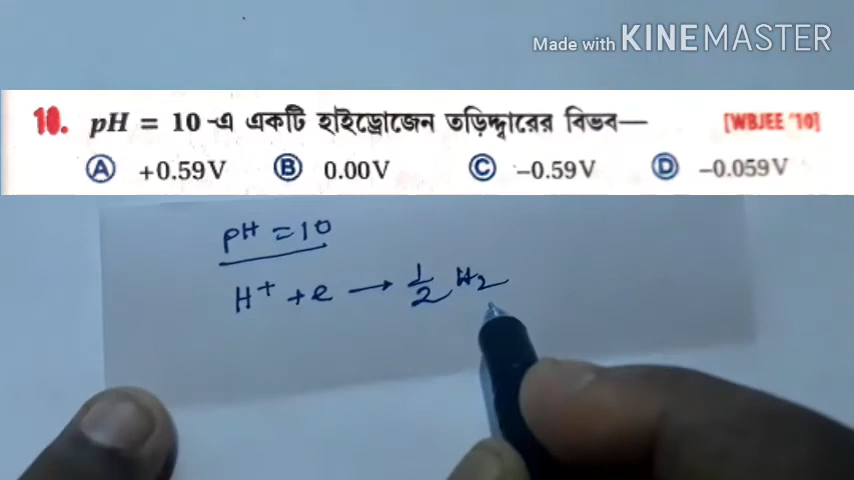 Made with KINEMASTER
10. pH = 10 -এ একটি হাইড্রোজেন তড়িদ্দ্বারের বিভব— [WBJEE '10]
Ⓐ +0.59V Ⓑ 0.00V Ⓒ -0.59V Ⓓ -0.059V
pH = 10
H⁺ + e → 1/2 H₂